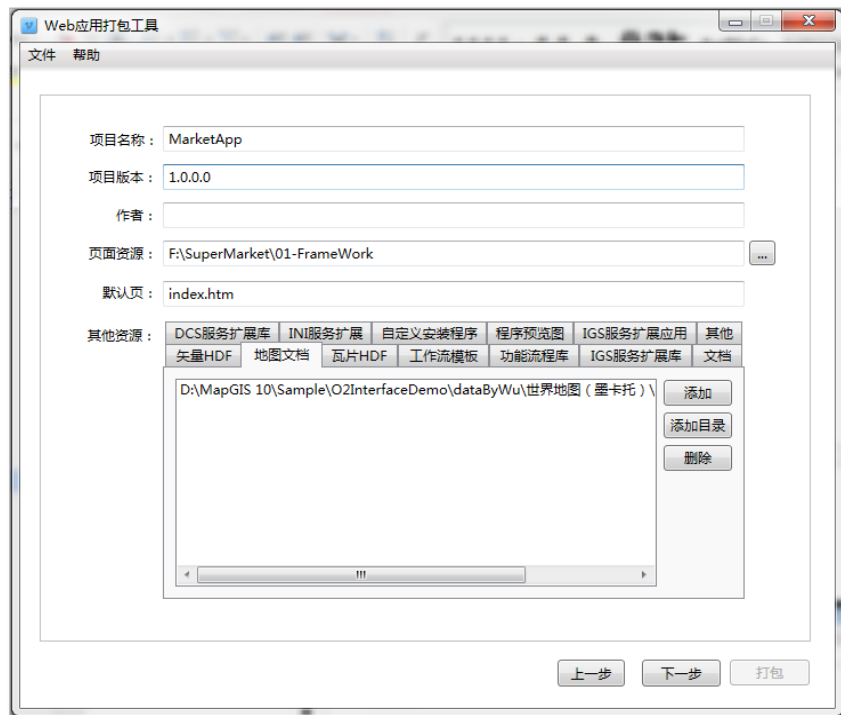 Web应用打包工具
文件 帮助
项目名称： MarketApp
项目版本： 1.0.0.0
作者：
页面资源： F:\SuperMarket\01-FrameWork ...
默认页： index.htm
其他资源： DCS服务扩展库 INI服务扩展 自定义安装程序 程序预览图 IGS服务扩展应用 其他
矢量HDF 地图文档 瓦片HDF 工作流模板 功能流程库 IGS服务扩展库 文档
D:\MapGIS 10\Sample\O2InterfaceDemo\dataByWu\世界地图（墨卡托）\ 添加
添加目录
删除
上一步 下一步 打包